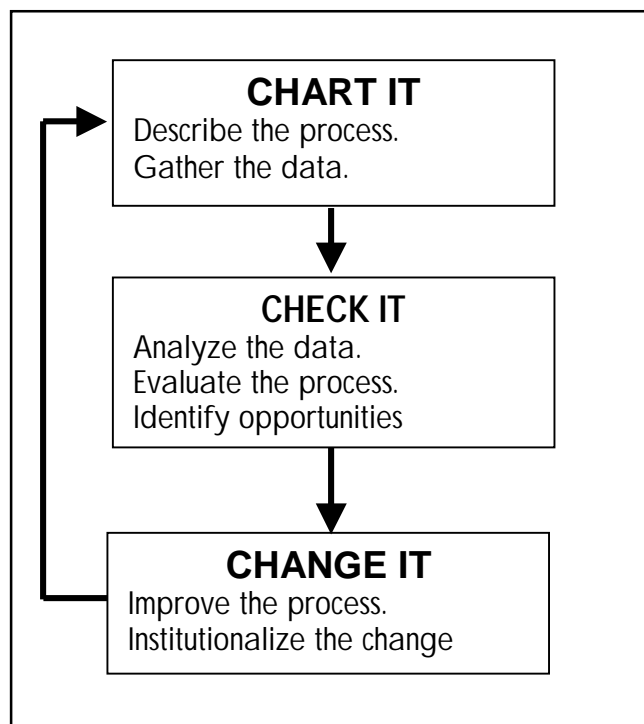 CHART IT
Describe the process.
Gather the data.
CHECK IT
Analyze the data.
Evaluate the process.
Identify opportunities
CHANGE IT
Improve the process.
Institutionalize the change